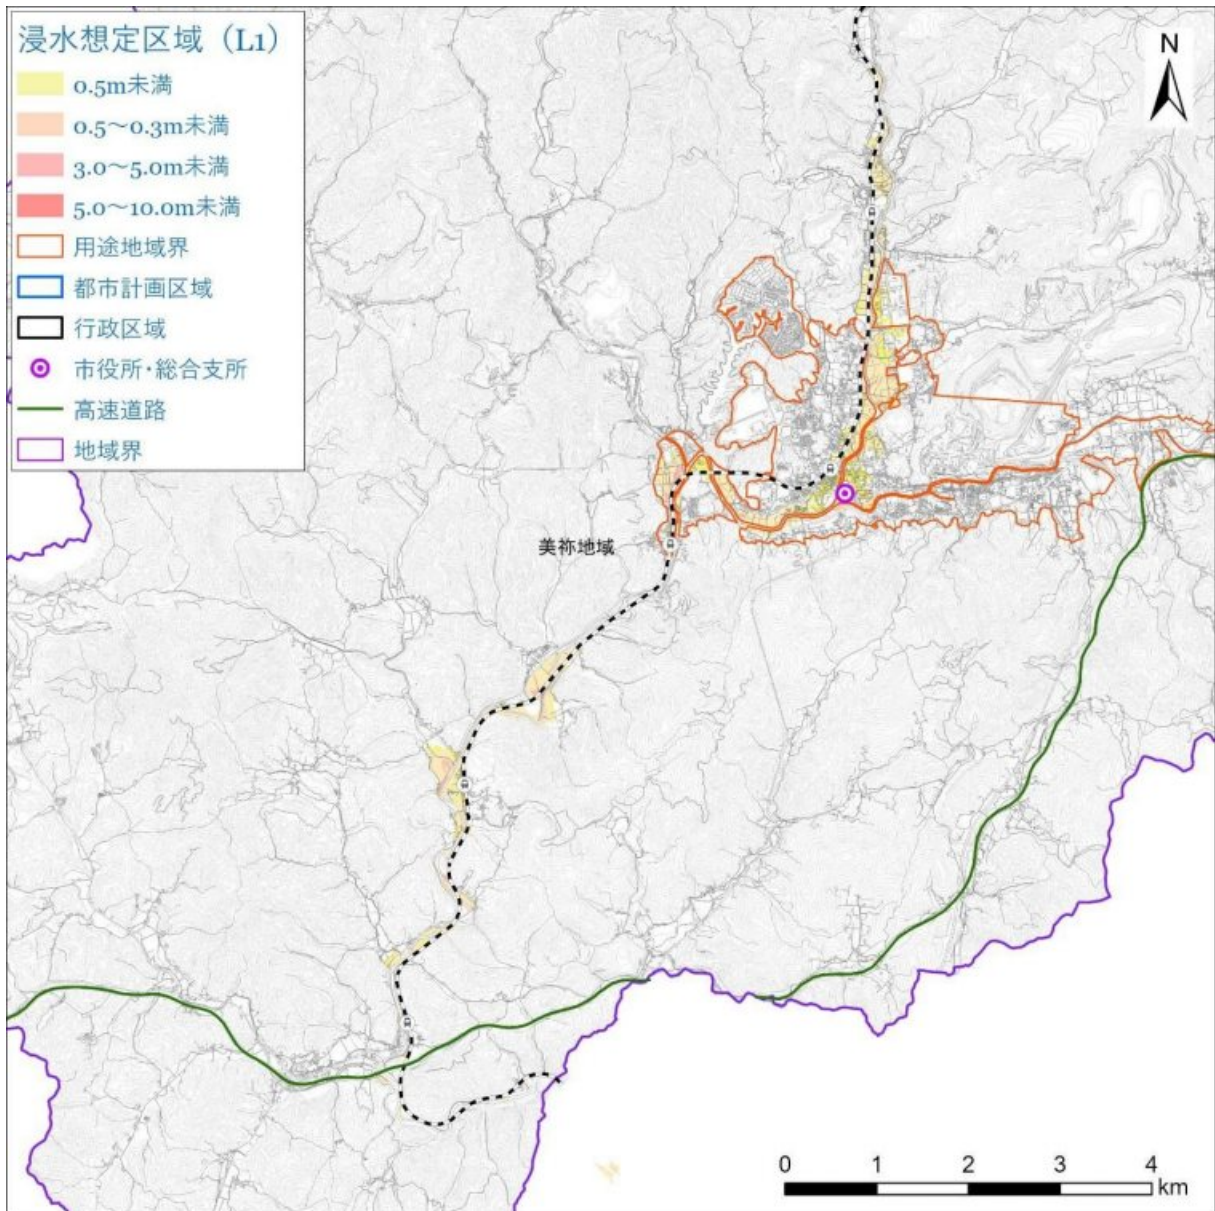 浸水想定区域（L1）
0.5m未満
0.5～0.3m未満
3.0～5.0m未満
5.0～10.0m未満
用途地域界
都市計画区域
行政区域
市役所・総合支所
高速道路
地域界
N
美祢地域
0 1 2 3 4
km